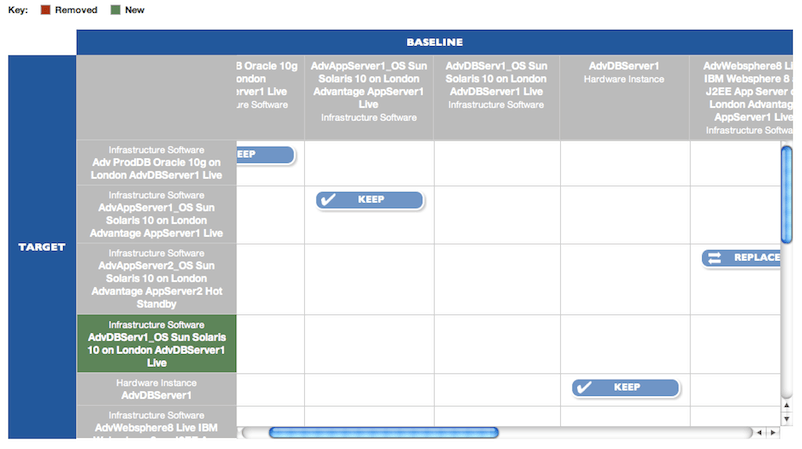 Key: Removed New
BASELINE
Oracle 10g
ondon
erver1 Live
ure Software
AdvAppServer1_OS Sun
Solaris 10 on London
Advantage AppServer1
Live
Infrastructure Software
AdvDBServ1_OS Sun
Solaris 10 on London
AdvDBServer1 Live
Infrastructure Software
AdvDBServer1
Hardware Instance
AdvWebsphere8 Li
IBM Websphere 8
J2EE App Server
London Advantag
AppServer1 Live
Infrastructure Softwa
TARGET
Infrastructure Software
Adv ProdDB Oracle 10g on
London AdvDBServer1 Live
EEP
Infrastructure Software
AdvAppServer1_OS Sun
Solaris 10 on London
Advantage AppServer1 Live
KEEP
Infrastructure Software
AdvAppServer2_OS Sun
Solaris 10 on London
Advantage AppServer2 Hot
Standby
REPLACE
Infrastructure Software
AdvDBServ1_OS Sun Solaris
10 on London AdvDBServer1
Live
Hardware Instance
AdvDBServer1
KEEP
Infrastructure Software
AdvWebsphere8 Live IBM